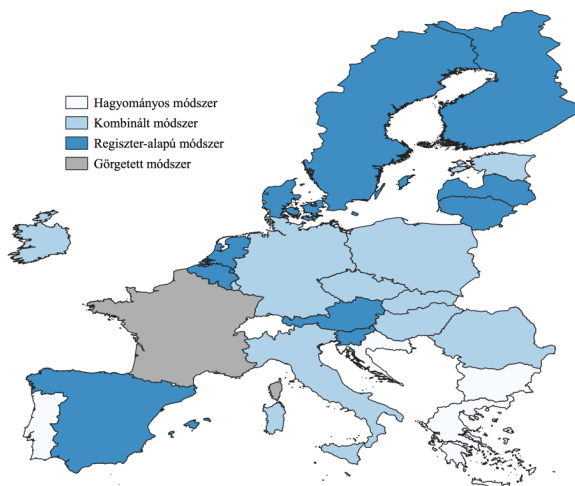 Hagyományos módszer
Kombinált módszer
Regiszter-alapú módszer
Görgetett módszer